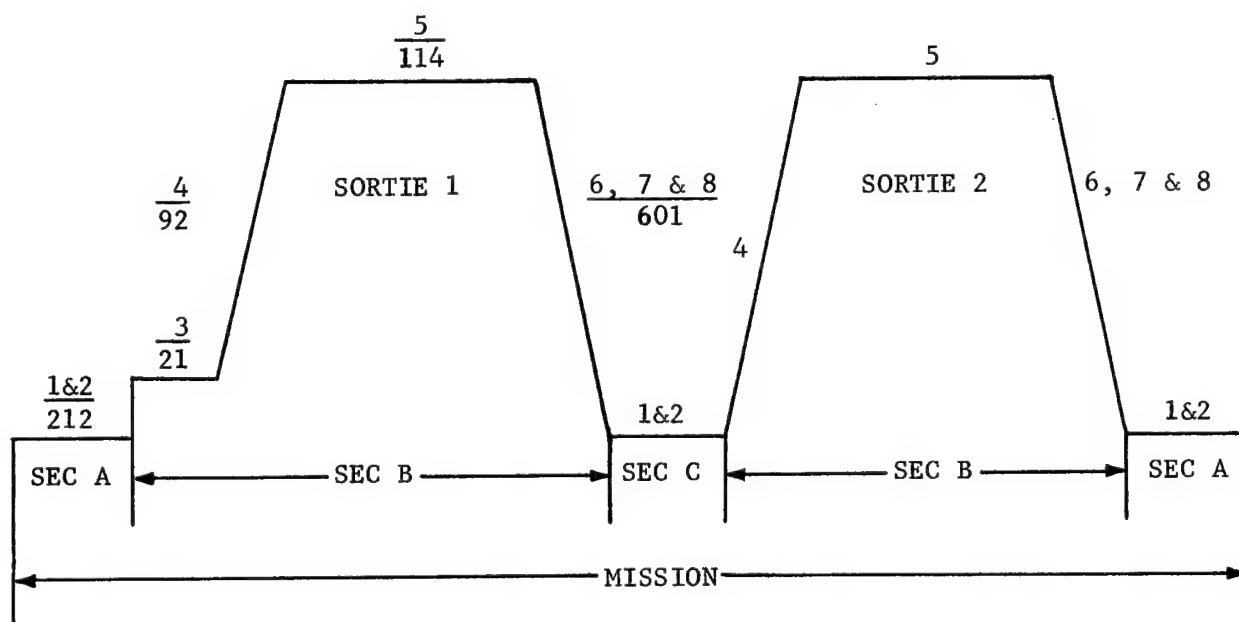 5
114
5
4
92
SORTIE 1
6, 7 & 8
601
4
SORTIE 2
6, 7 & 8
3
21
1&2
212
1&2
1&2
SEC A
SEC B
SEC C
SEC B
SEC A
MISSION